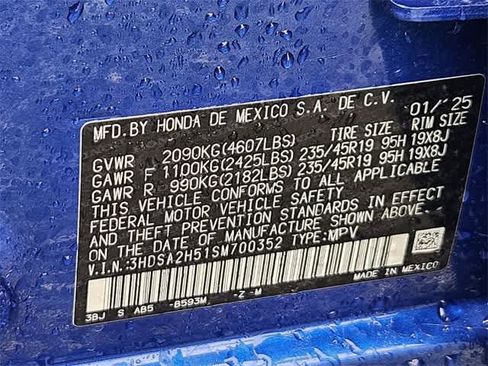 MFD.BY HONDA DE MEXICO S.A. DE C.V. 01/'25
GVWR 2090KG(4607LBS) TIRE SIZE RIM SIZE
GAWR F 1100KG(2425LBS) 235/45R19 95H 19X8J
GAWR R 990KG(2182LBS) 235/45R19 95H 19X8J
THIS VEHICLE CONFORMS TO ALL APPLICABLE
FEDERAL MOTOR VEHICLE SAFETY
AND THEFT PREVENTION STANDARDS IN EFFECT
ON THE DATE OF MANUFACTURE SHOWN ABOVE.
V.I.N.:3HDSA2H51SM700352 TYPE:MPV
3BJ S AB5 -B593M -Z-M MADE IN MEXICO